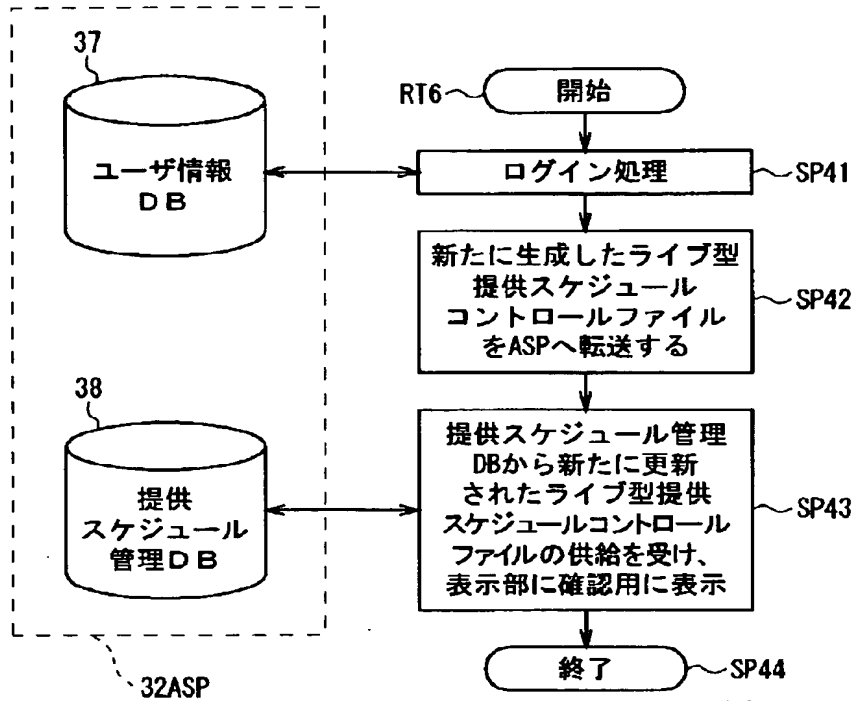 37
ユーザ情報
DB
38
提供
スケジュール
管理DB
32ASP
RT6
開始
ログイン処理
SP41
新たに生成したライブ型
提供スケジュール
コントロールファイル
をASPへ転送する
SP42
提供スケジュール管理
DBから新たに更新
されたライブ型提供
スケジュールコントロール
ファイルの供給を受け、
表示部に確認用に表示
SP43
終了
SP44